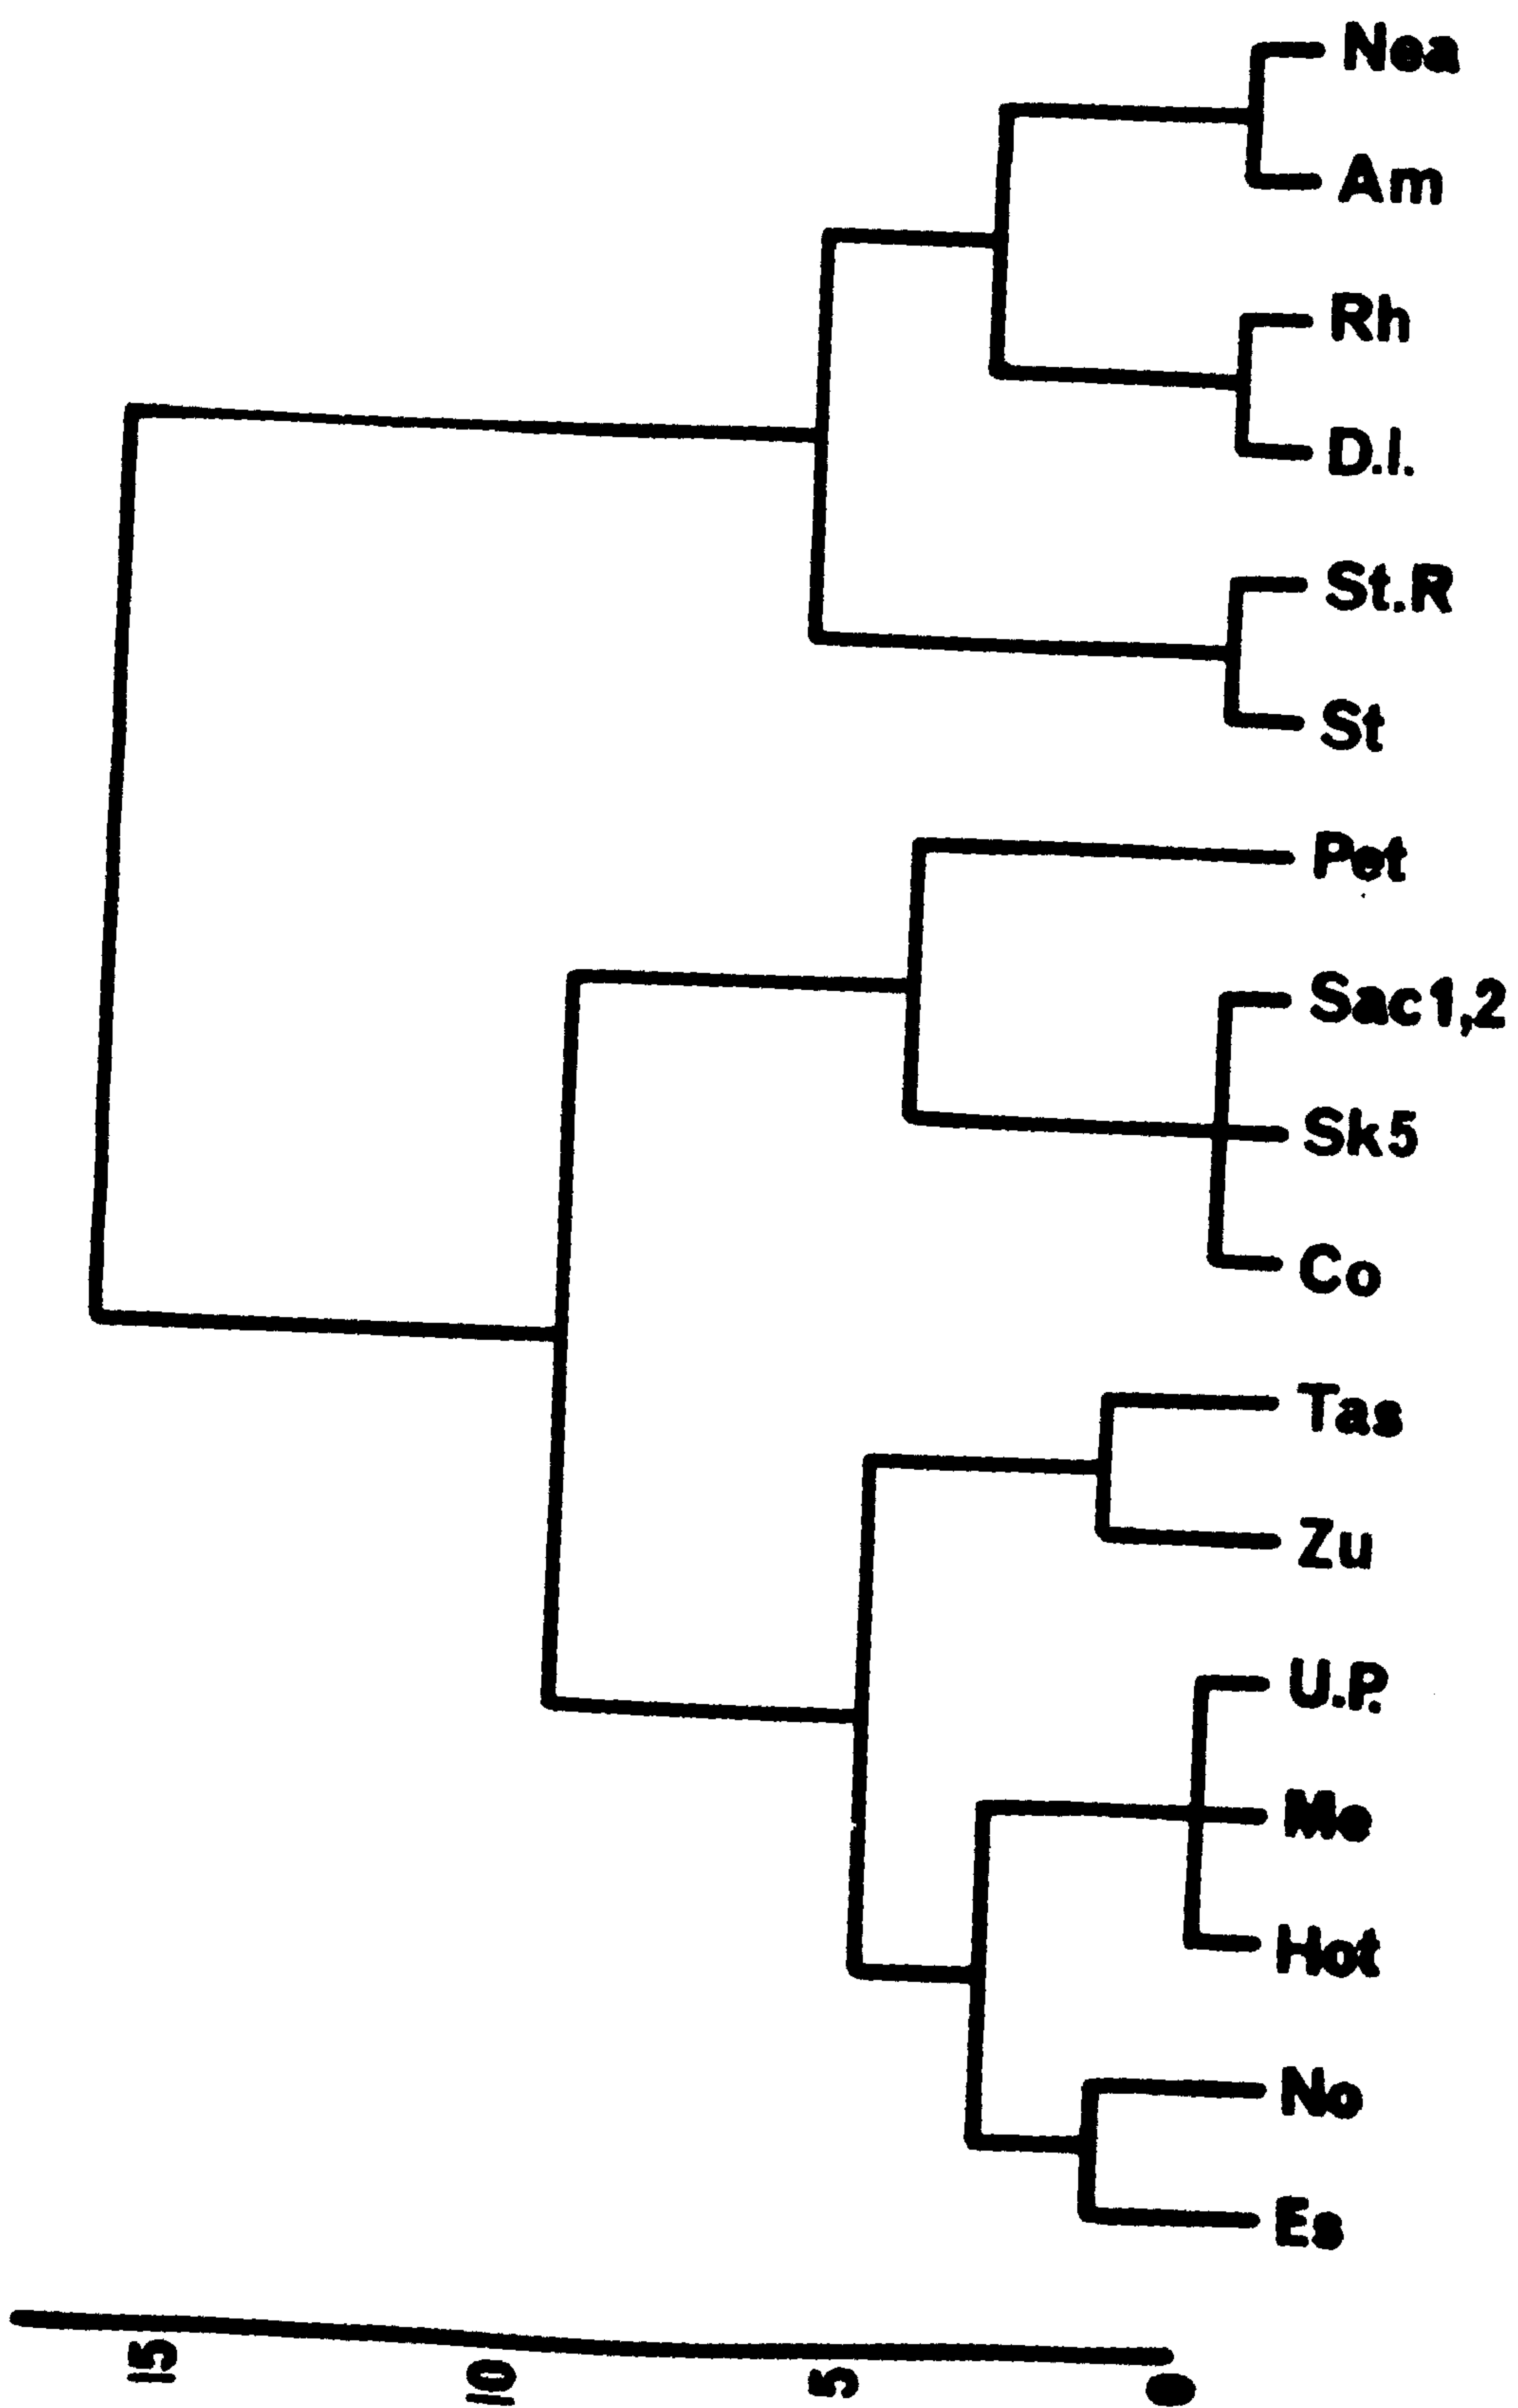 Nea
Am
Rh
D.I.
St.R
St
Pet
Sac1,2
Sk5
Co
Tas
Zu
U.P.
Me
Hot
No
Es
15
10
5
0